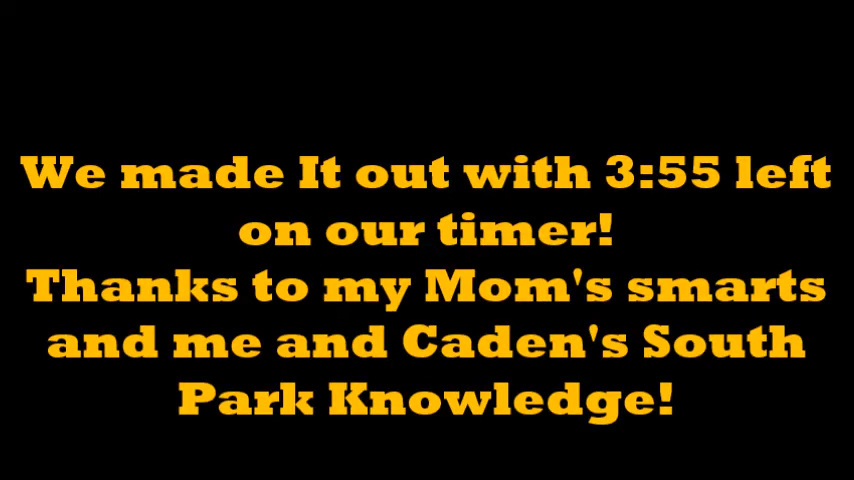 We made It out with 3:55 left
on our timer!
Thanks to my Mom's smarts
and me and Caden's South
Park Knowledge!